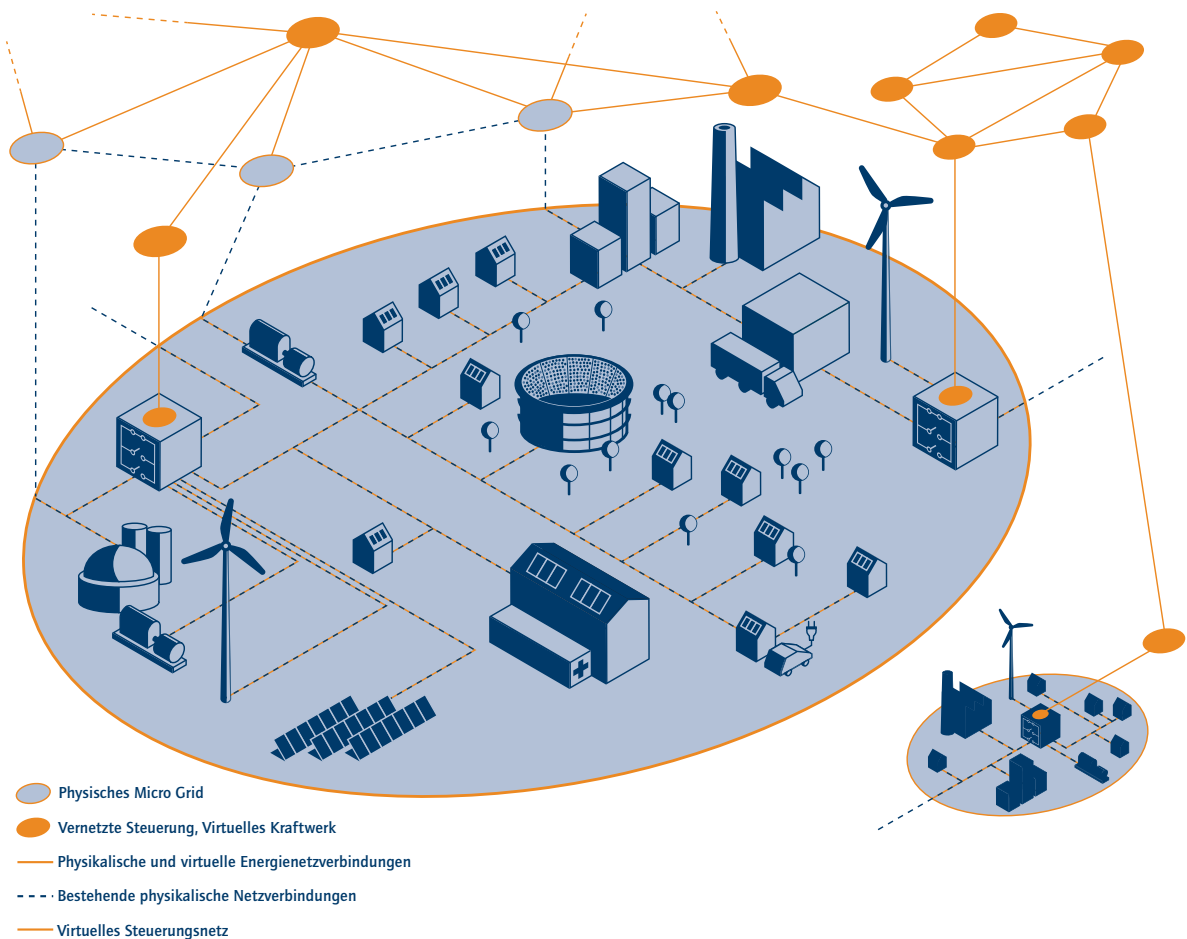 Physisches Micro Grid
Vernetzte Steuerung, Virtuelles Kraftwerk
Physikalische und virtuelle Energienetzverbindungen
Bestehende physikalische Netzverbindungen
Virtuelles Steuerungsnetz